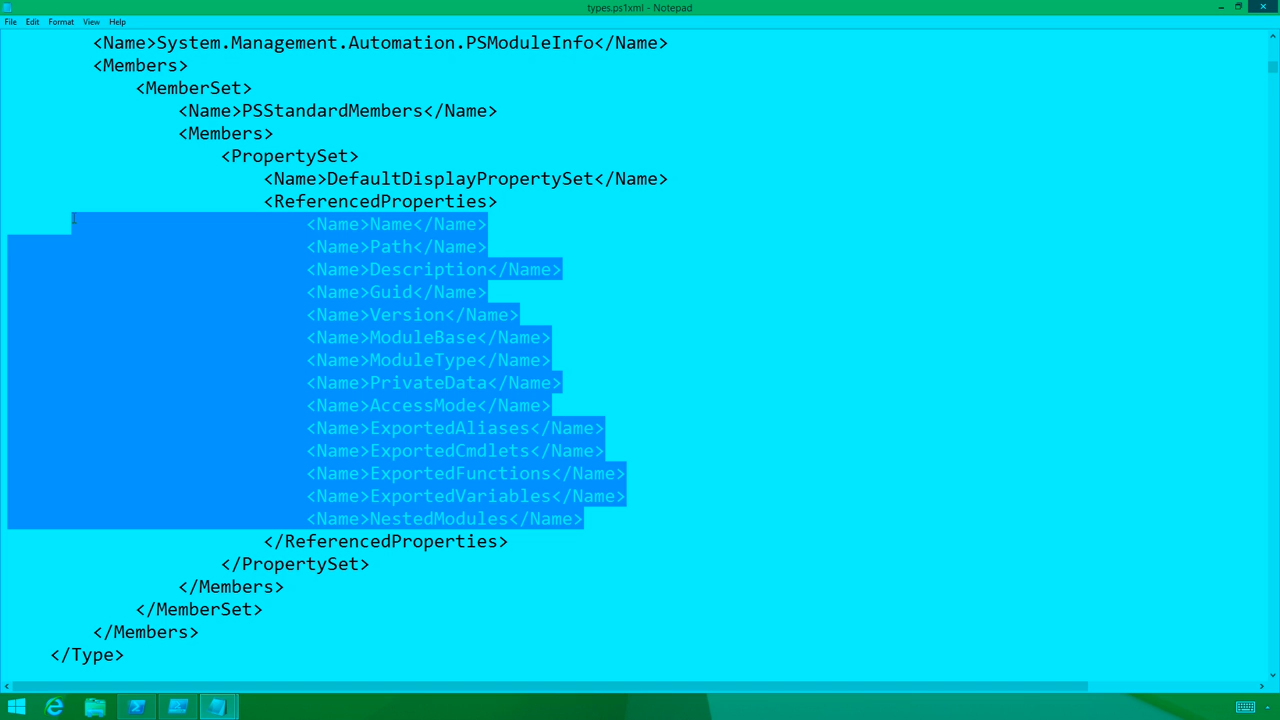 types.ps1xml - Notepad
File Edit Format View Help
<Name>System.Management.Automation.PSModuleInfo</Name>
<Members>
<MemberSet>
<Name>PSStandardMembers</Name>
<Members>
<PropertySet>
<Name>DefaultDisplayPropertySet</Name>
<ReferencedProperties>
<Name>Name</Name>
<Name>Path</Name>
<Name>Description</Name>
<Name>Guid</Name>
<Name>Version</Name>
<Name>ModuleBase</Name>
<Name>ModuleType</Name>
<Name>PrivateData</Name>
<Name>AccessMode</Name>
<Name>ExportedAliases</Name>
<Name>ExportedCmdlets</Name>
<Name>ExportedFunctions</Name>
<Name>ExportedVariables</Name>
<Name>NestedModules</Name>
</ReferencedProperties>
</PropertySet>
</Members>
</MemberSet>
</Members>
</Type>